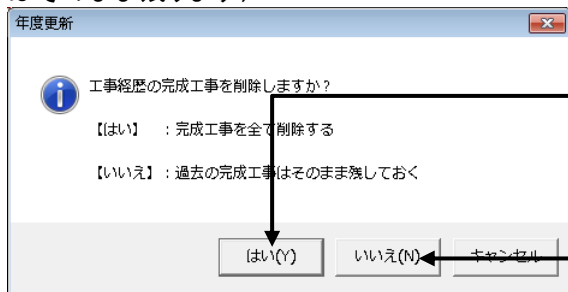 年度更新
工事経歴の完成工事を削除しますか？
【はい】 ：完成工事を全て削除する
【いいえ】：過去の完成工事はそのまま残しておく
はい(Y) いいえ(N) キャンセル